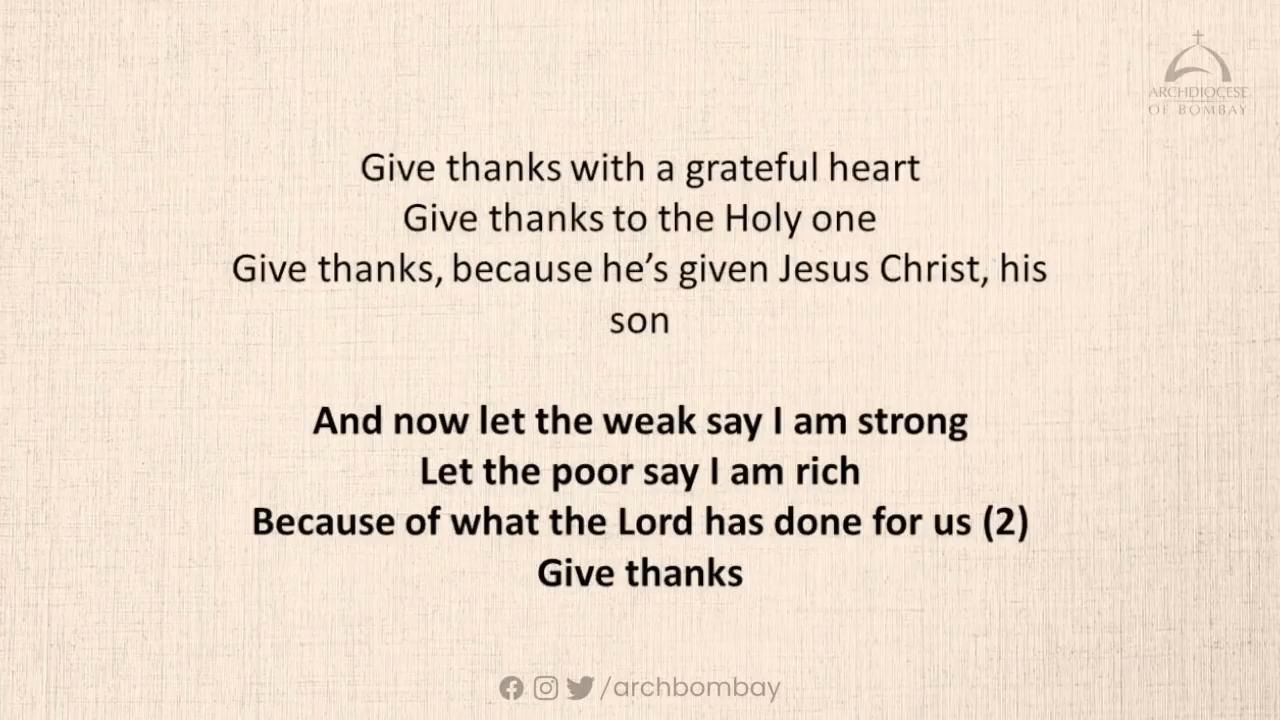 ARCHDIOCESE
OF BOMBAY
Give thanks with a grateful heart
Give thanks to the Holy one
Give thanks, because he’s given Jesus Christ, his
son
And now let the weak say I am strong
Let the poor say I am rich
Because of what the Lord has done for us (2)
Give thanks
/archbombay